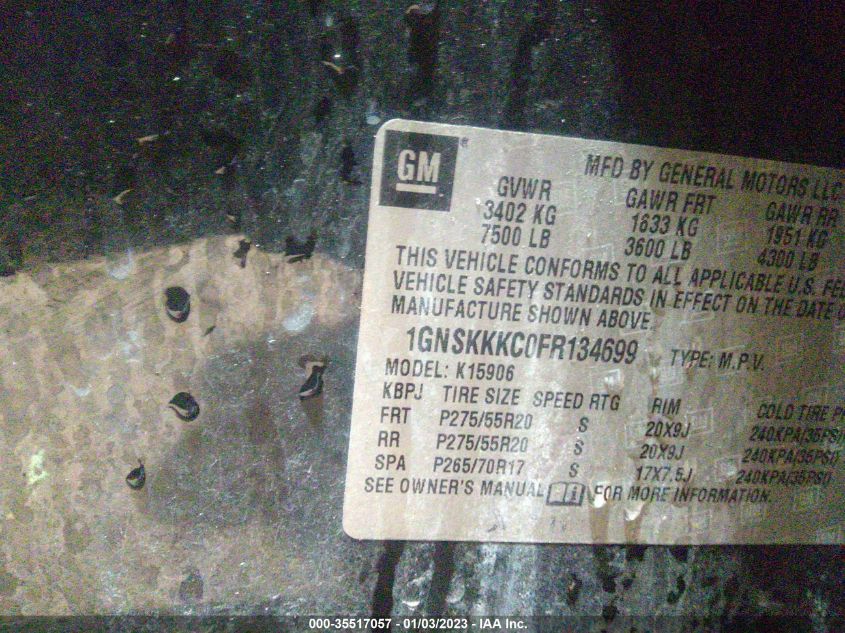 GM
MFD BY GENERAL MOTORS LLC
GVWR GAWR FRT GAWR RR
3402 KG 1633 KG 1951 KG
7500 LB 3600 LB 4300 LB
THIS VEHICLE CONFORMS TO ALL APPLICABLE U.S. FE
VEHICLE SAFETY STANDARDS IN EFFECT ON THE DATE O
MANUFACTURE SHOWN ABOVE.
1GNSKKKC0FR134699 TYPE: M.P.V.
MODEL: K15906
KBPJ TIRE SIZE SPEED RTG RIM COLD TIRE P
FRT P275/55R20 S 20X9J 240KPA/35PSI)
RR P275/55R20 S 20X9J 240KPA/35PSI)
SPA P265/70R17 S 17X7.5J 240KPA/35PSI)
SEE OWNER'S MANUAL FOR MORE INFORMATION.
000-35517057 - 01/03/2023 - IAA Inc.